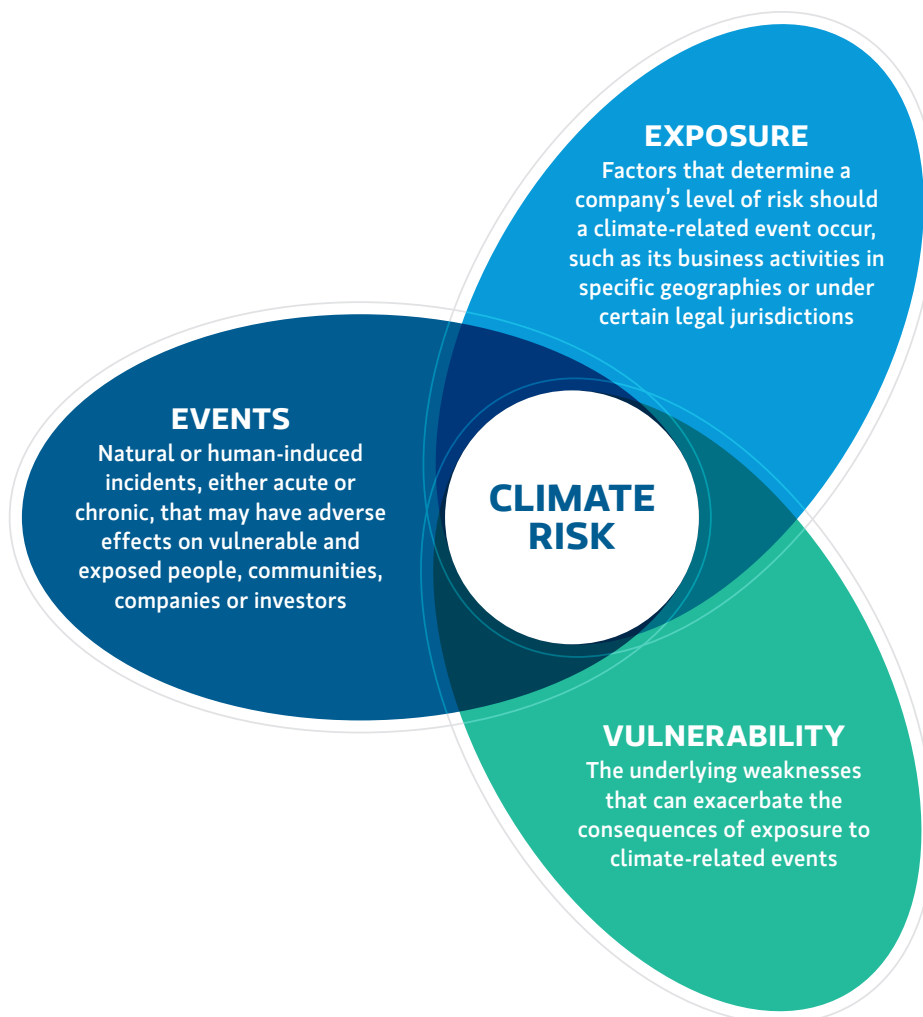 EXPOSURE
Factors that determine a
company's level of risk should
a climate-related event occur,
such as its business activities in
specific geographies or under
certain legal jurisdictions
EVENTS
Natural or human-induced
incidents, either acute or
chronic, that may have adverse
effects on vulnerable and
exposed people, communities,
companies or investors
CLIMATE
RISK
VULNERABILITY
The underlying weaknesses
that can exacerbate the
consequences of exposure to
climate-related events